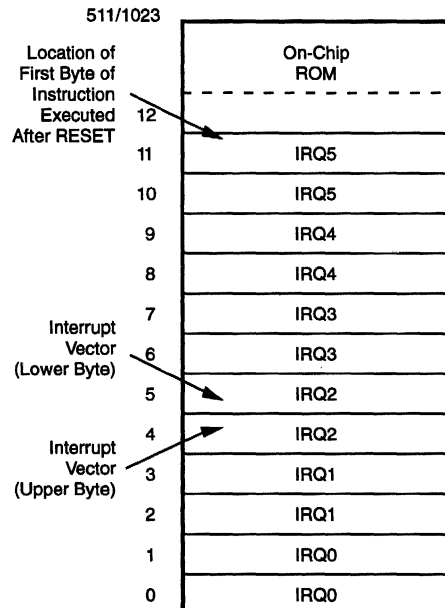 511/1023
Location of
First Byte of
Instruction
Executed
After RESET
On-Chip
ROM
12
11 IRQ5
10 IRQ5
9 IRQ4
8 IRQ4
7 IRQ3
Interrupt
Vector
(Lower Byte)
6 IRQ3
5 IRQ2
4 IRQ2
Interrupt
Vector
(Upper Byte)
3 IRQ1
2 IRQ1
1 IRQ0
0 IRQ0